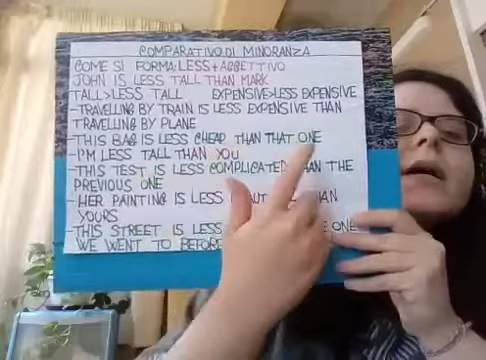 COMPARATIVO DI MINORANZA
COME SI FORMA: LESS + AGGETTIVO
JOHN IS LESS TALL THAN MARK
TALL > LESS TALL EXPENSIVE > LESS EXPENSIVE
- TRAVELLING BY TRAIN IS LESS EXPENSIVE THAN
TRAVELLING BY PLANE
- THIS BAG IS LESS CHEAP THAN THAT ONE
- I'M LESS TALL THAN YOU
- THIS TEST IS LESS COMPLICATED THAN THE
PREVIOUS ONE
- HER PAINTING IS LESS
YOURS
- THIS STREET IS LESS ONE
WE WENT TO BEFORE